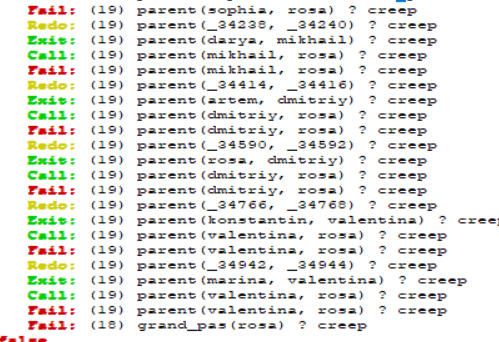 Fail: (19) parent(sophia, rosa) ? creep
Redo: (19) parent(_34238, _34240) ? creep
Exit: (19) parent(darya, mikhail) ? creep
Call: (19) parent(mikhail, rosa) ? creep
Fail: (19) parent(mikhail, rosa) ? creep
Redo: (19) parent(_34414, _34416) ? creep
Exit: (19) parent(artem, dmitriy) ? creep
Call: (19) parent(dmitriy, rosa) ? creep
Fail: (19) parent(dmitriy, rosa) ? creep
Redo: (19) parent(_34590, _34592) ? creep
Exit: (19) parent(rosa, dmitriy) ? creep
Call: (19) parent(dmitriy, rosa) ? creep
Fail: (19) parent(dmitriy, rosa) ? creep
Redo: (19) parent(_34766, _34768) ? creep
Exit: (19) parent(konstantin, valentina) ? creep
Call: (19) parent(valentina, rosa) ? creep
Fail: (19) parent(valentina, rosa) ? creep
Redo: (19) parent(_34942, _34944) ? creep
Exit: (19) parent(marina, valentina) ? creep
Call: (19) parent(valentina, rosa) ? creep
Fail: (19) parent(valentina, rosa) ? creep
Fail: (18) grand_pas(rosa) ? creep
false